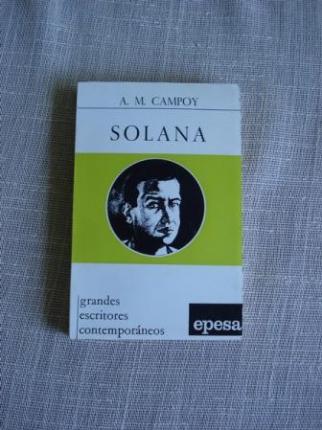 A. M. CAMPOY
SOLANA
grandes
escritores
contemporáneos
epesa